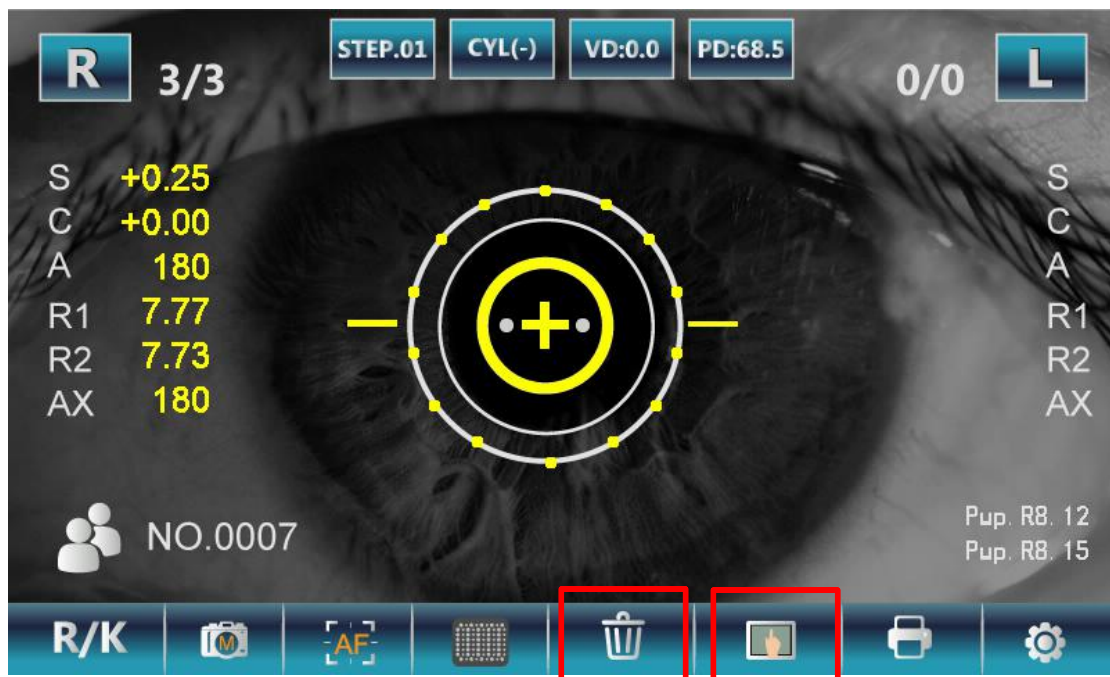 R 3/3 STEP.01 CYL(-) VD:0.0 PD:68.5 0/0 L
S +0.25 S
C +0.00 C
A 180 A
R1 7.77 R1
R2 7.73 R2
AX 180 AX
NO.0007
Pup. R8. 12
Pup. R8. 15
R/K M AF